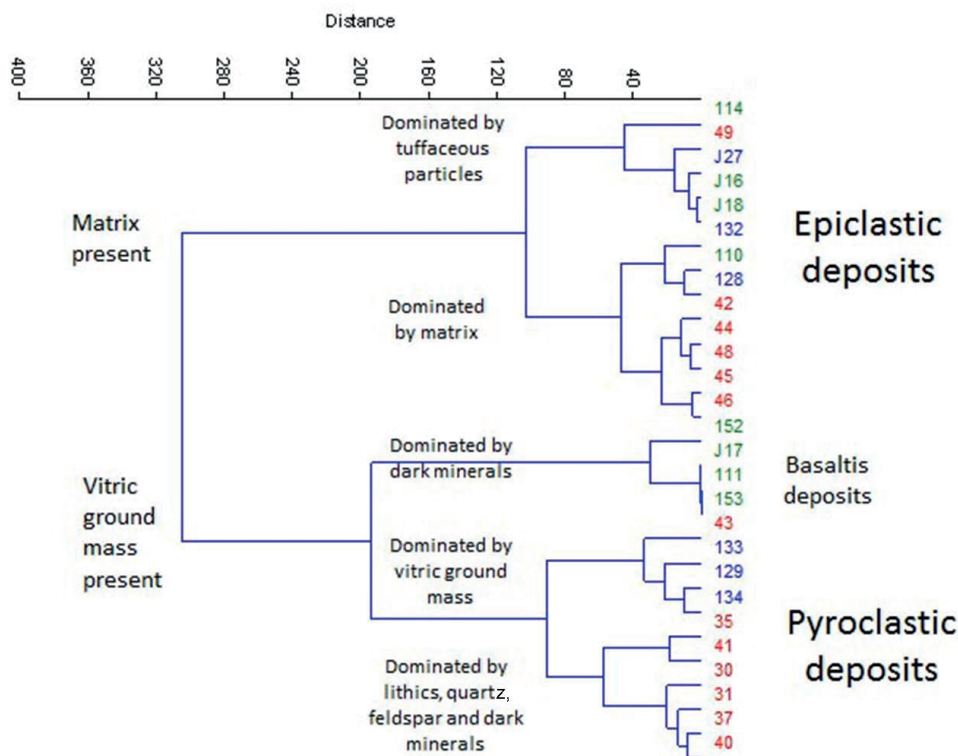 Distance
400 360 320 280 240 200 160 120 80 40
114
49
J27
J16
J18
132
110
128
42
44
48
45
46
152
J17
111
153
43
133
129
134
35
41
30
31
37
40
Dominated by
tuffaceous
particles
Matrix
present
Dominated
by matrix
Epiclastic
deposits
Dominated by
dark minerals
Basaltis
deposits
Vitric
ground
mass
present
Dominated by
vitric ground
mass
Dominated by
lithics, quartz,
feldspar and dark
minerals
Pyroclastic
deposits